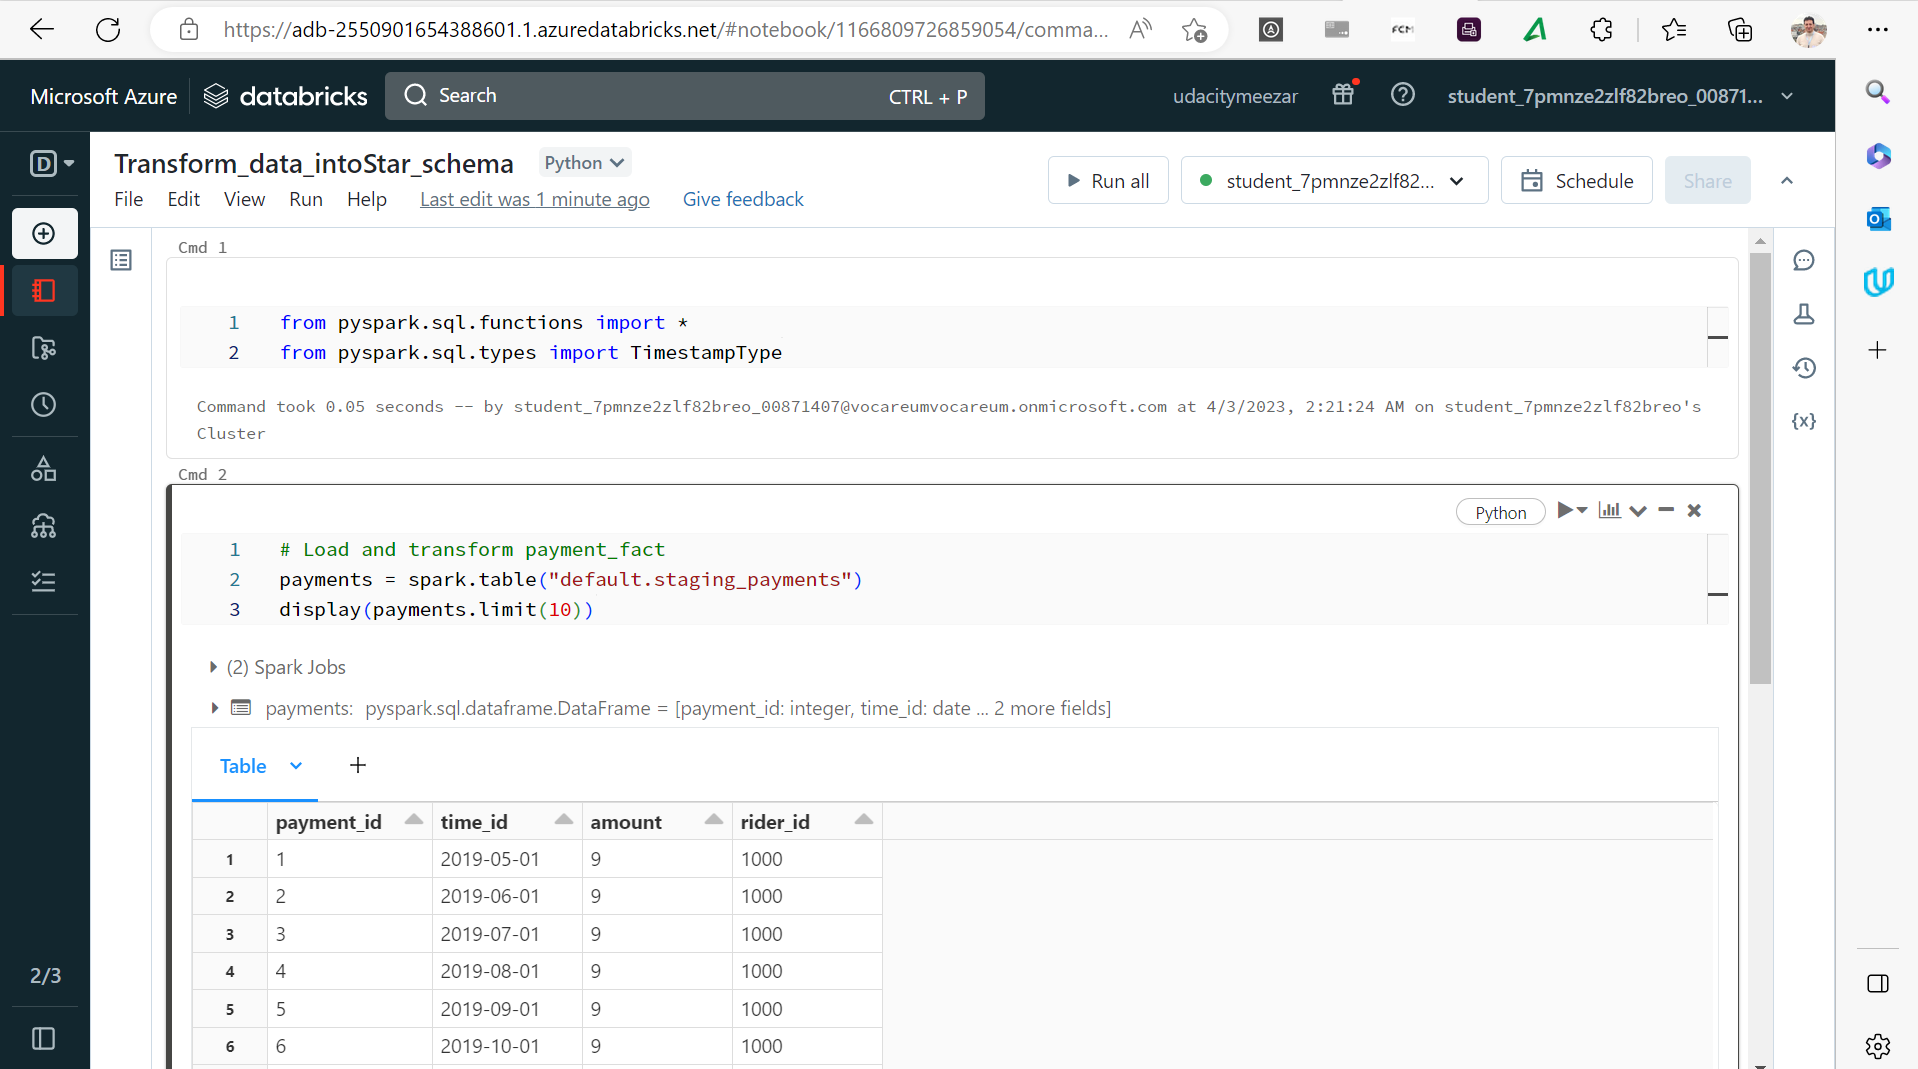 https://adb-2550901654388601.1.azuredatabricks.net/#notebook/1166809726859054/comma...
FCM
Microsoft Azure
databricks
Search
CTRL + P
udacitymeezar
student_7pmnze2zlf82breo_00871...
D
Transform_data_intoStar_schema
Python
File Edit View Run Help Last edit was 1 minute ago Give feedback
Run all
student_7pmnze2zlf82...
Schedule
Share
Cmd 1
1 from pyspark.sql.functions import *
2 from pyspark.sql.types import TimestampType
Command took 0.05 seconds -- by student_7pmnze2zlf82breo_00871407@vocareumvocareum.onmicrosoft.com at 4/3/2023, 2:21:24 AM on student_7pmnze2zlf82breo's
Cluster
Cmd 2
Python
1 # Load and transform payment_fact
2 payments = spark.table("default.staging_payments")
3 display(payments.limit(10))
(2) Spark Jobs
payments: pyspark.sql.dataframe.DataFrame = [payment_id: integer, time_id: date ... 2 more fields]
Table
+
payment_id time_id amount rider_id
1 1 2019-05-01 9 1000
2 2 2019-06-01 9 1000
3 3 2019-07-01 9 1000
4 4 2019-08-01 9 1000
5 5 2019-09-01 9 1000
6 6 2019-10-01 9 1000
2/3
{x}